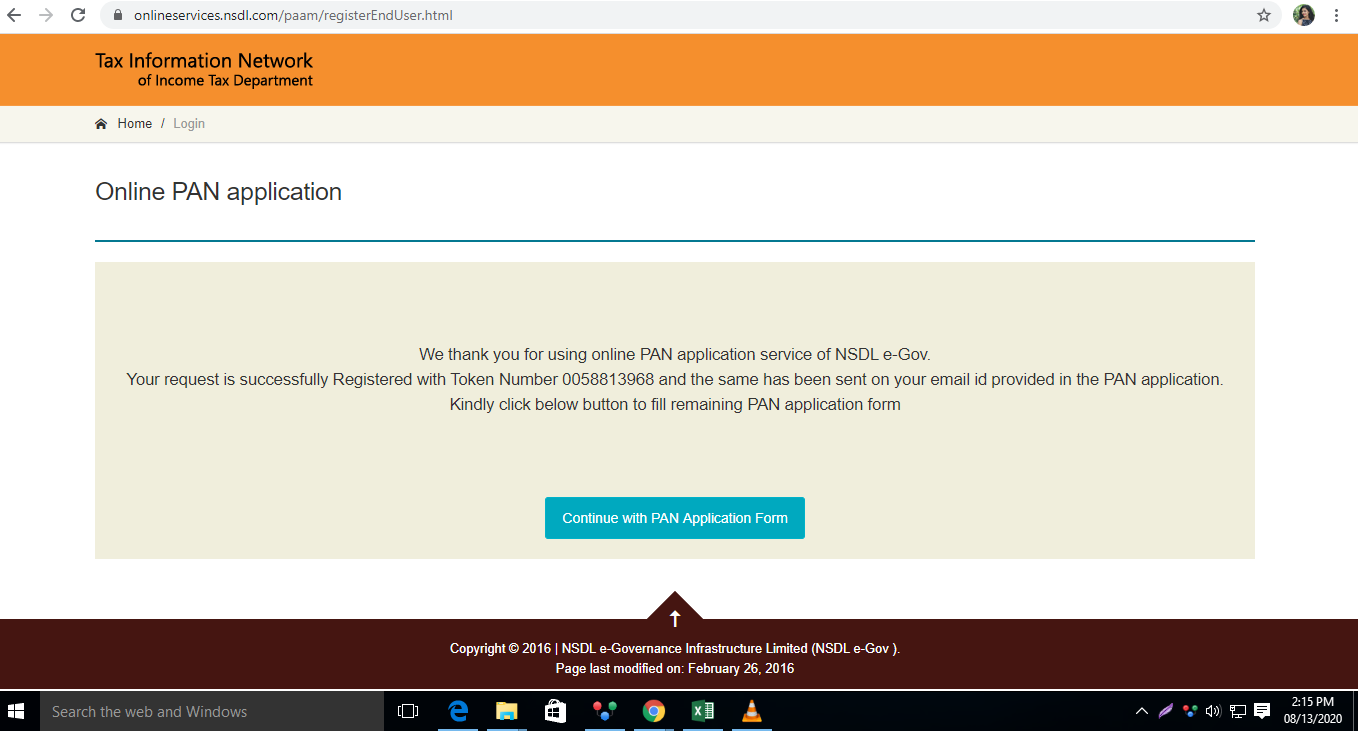 onlineservices.nsdl.com/paam/registerEndUser.html
Tax Information Network
of Income Tax Department
Home / Login
Online PAN application
We thank you for using online PAN application service of NSDL e-Gov.
Your request is successfully Registered with Token Number 0058813968 and the same has been sent on your email id provided in the PAN application.
Kindly click below button to fill remaining PAN application form
Continue with PAN Application Form
Copyright © 2016 | NSDL e-Governance Infrastructure Limited (NSDL e-Gov ).
Page last modified on: February 26, 2016
Search the web and Windows
2:15 PM
08/13/2020